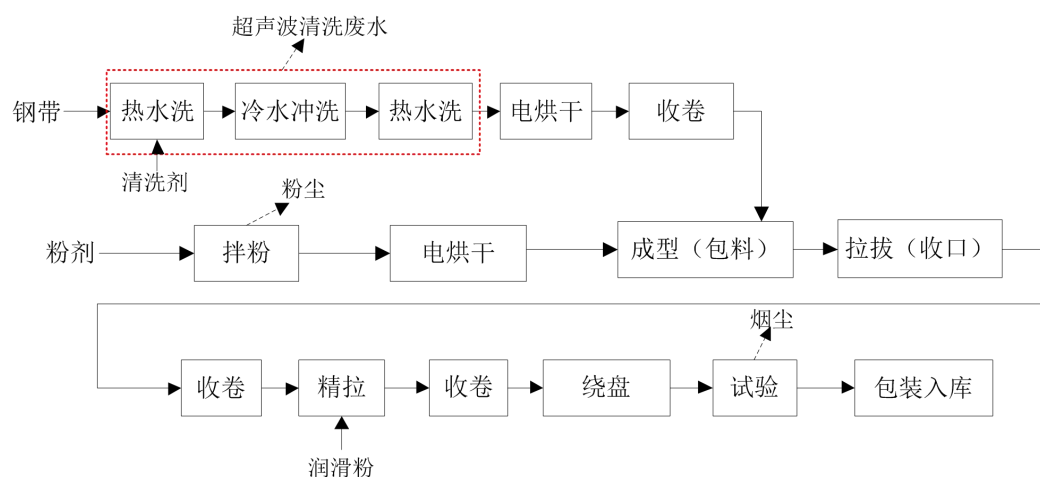 超声波清洗废水
钢带
热水洗
冷水冲洗
热水洗
电烘干
收卷
清洗剂
粉尘
粉剂
拌粉
电烘干
成型（包料）
拉拔（收口）
烟尘
收卷
精拉
收卷
绕盘
试验
包装入库
润滑粉